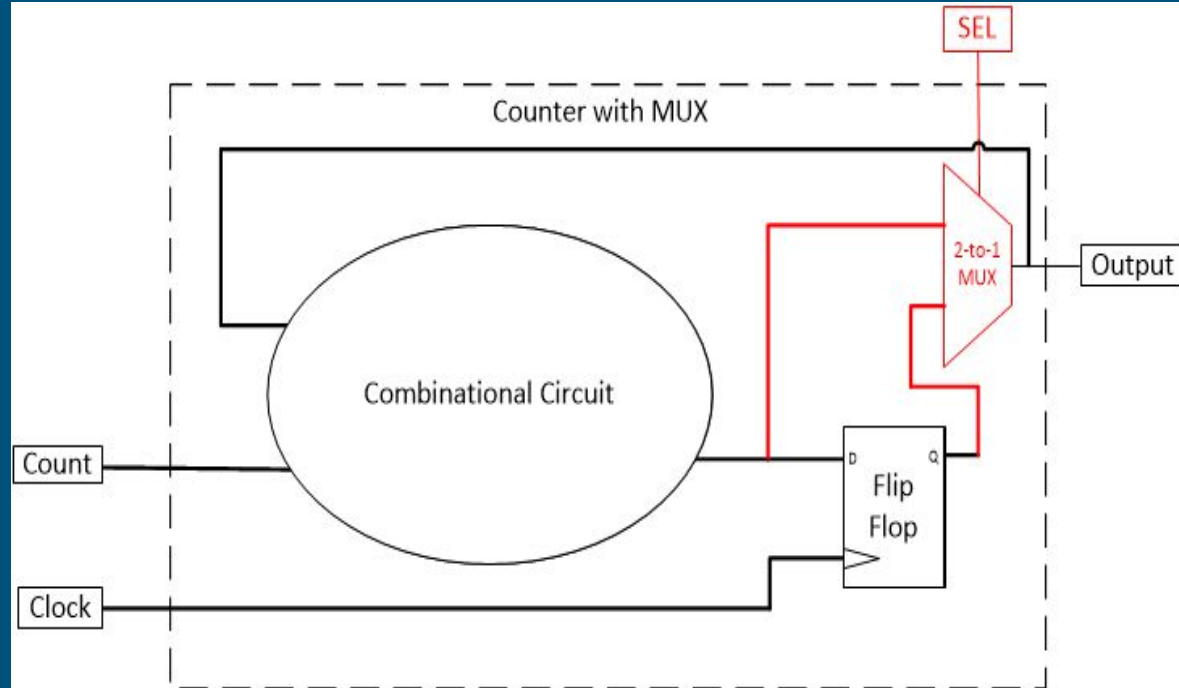 SEL
Counter with MUX
2-to-1
MUX
Output
Combinational Circuit
Count
D
Q
Flip
Flop
Clock